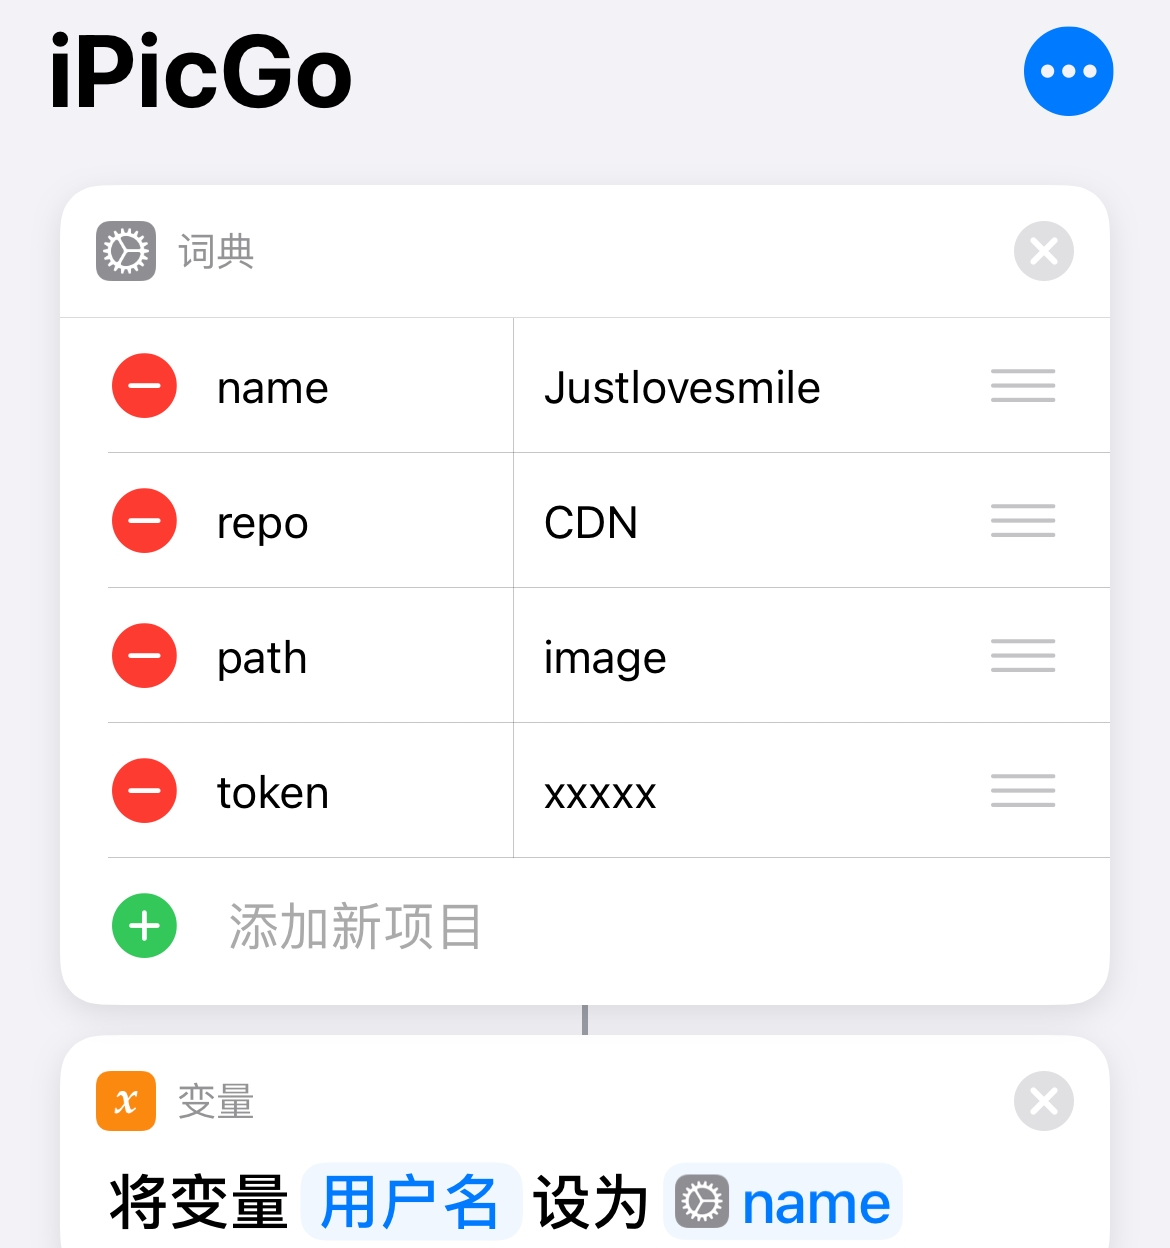 iPicGo
词典
name Justlovesmile
repo CDN
path image
token xxxxx
添加新项目
x 变量
将变量 用户名 设为 name